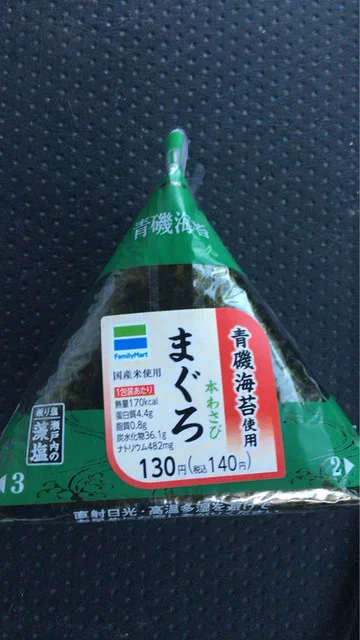 青磯海苔
FamilyMart
国産米使用
1包装あたり
熱量170kcal
蛋白質4.4g
脂質0.8g
炭水化物36.1g
ナトリウム482mg
青磯海苔使用
本わさび
まぐろ
130円(税込140円)
瀬戸内の
藻塩
3
2
直射日光・高温多湿を避けて